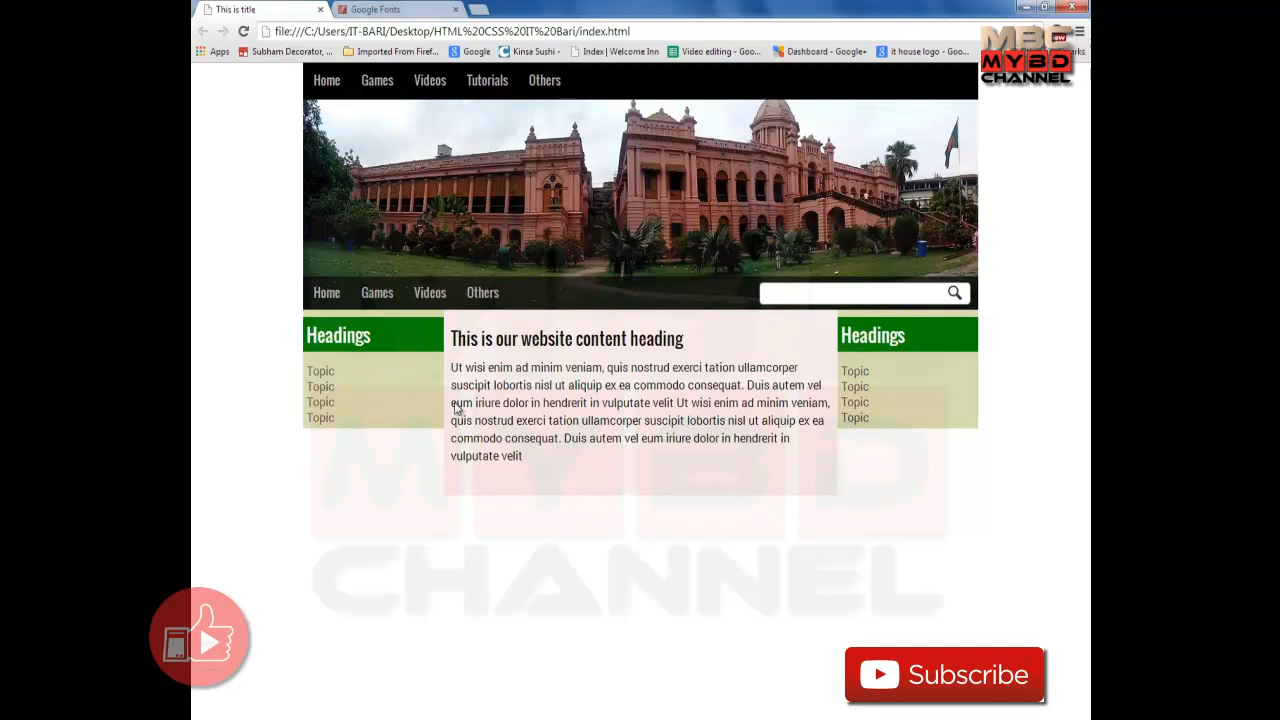 This is title
Google Fonts
file:///C:/Users/IT-BARI/Desktop/HTML%20CSS%20IT%20Bari/index.html
Apps
Subham Decorator, ...
Imported From Firef...
Google
Kinsa Sushi -
Index | Welcome Inn
Video editing - Goo...
Dashboard - Google+
it house logo - Goo...
MBC
MYBD
CHANNEL
Home Games Videos Tutorials Others
Home Games Videos Others
Headings
Topic
Topic
Topic
Topic
This is our website content heading
Ut wisi enim ad minim veniam, quis nostrud exerci tation ullamcorper
suscipit lobortis nisl ut aliquip ex ea commodo consequat. Duis autem vel
eum iriure dolor in hendrerit in vulputate velit Ut wisi enim ad minim veniam,
quis nostrud exerci tation ullamcorper suscipit lobortis nisl ut aliquip ex ea
commodo consequat. Duis autem vel eum iriure dolor in hendrerit in
vulputate velit
Headings
Topic
Topic
Topic
Topic
MYBD
CHANNEL
Subscribe